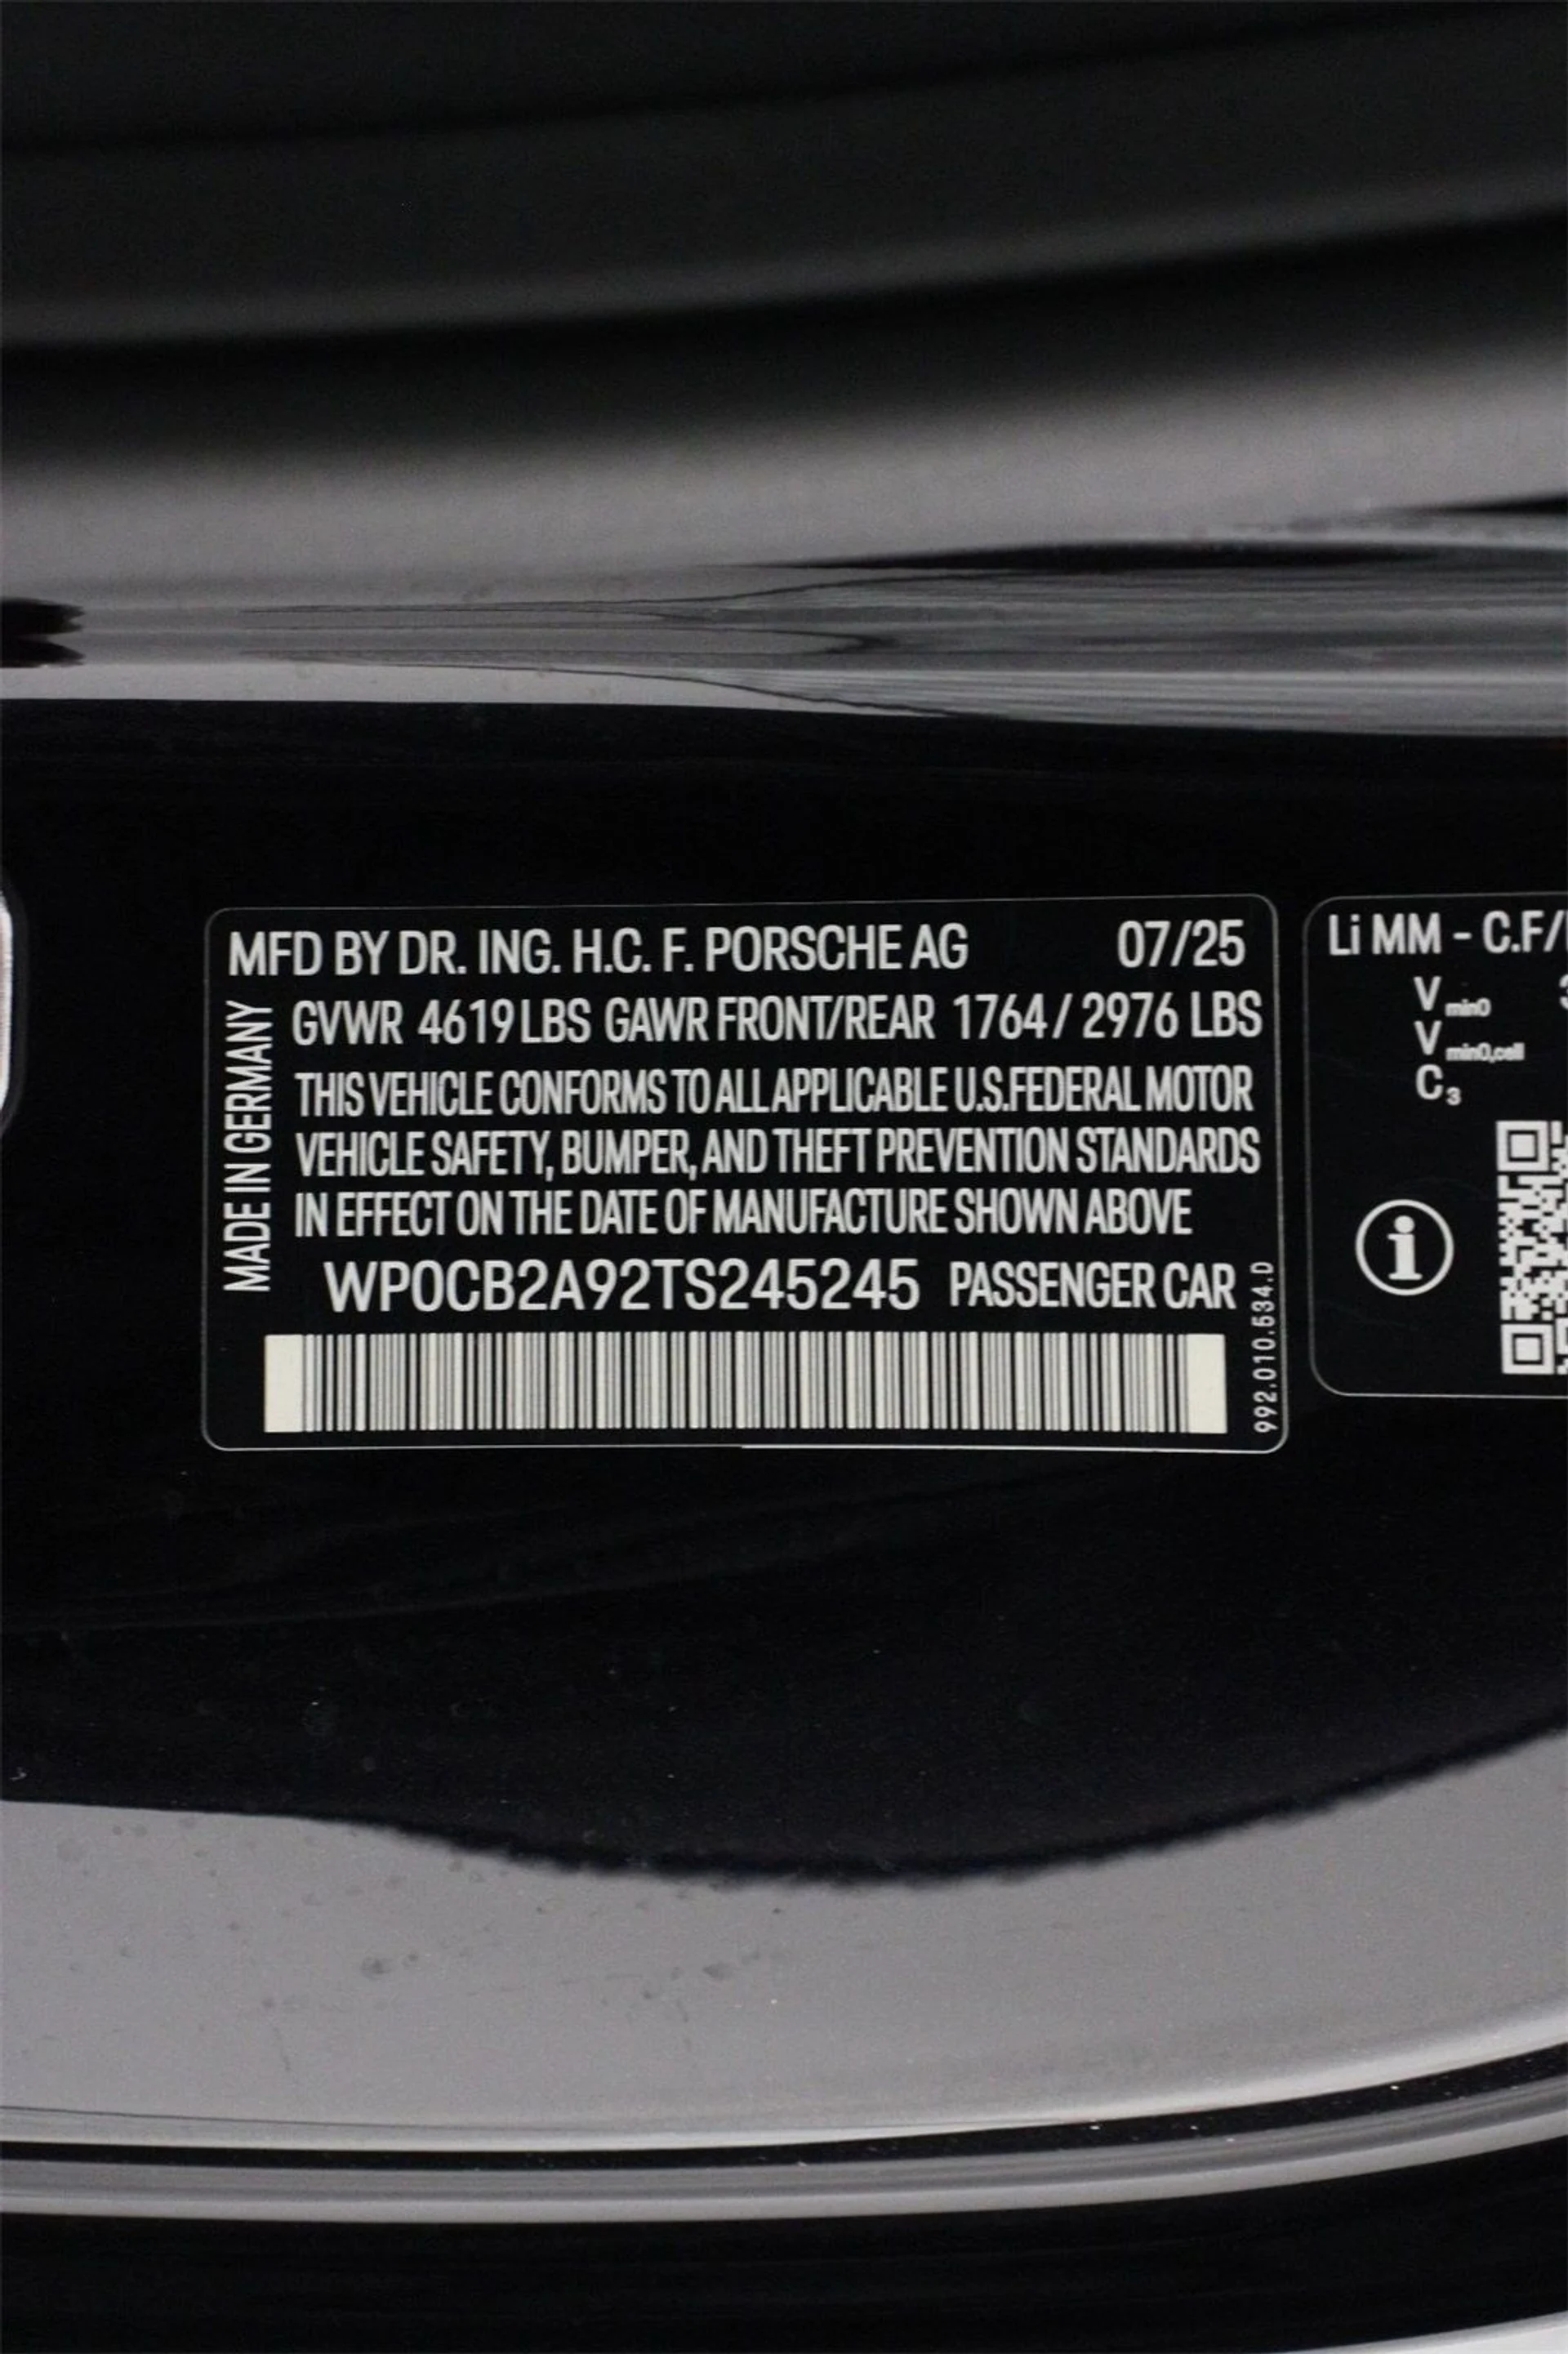 MFD BY DR. ING. H.C. F. PORSCHE AG 07/25
GVWR 4619 LBS GAWR FRONT/REAR 1764 / 2976 LBS
THIS VEHICLE CONFORMS TO ALL APPLICABLE U.S.FEDERAL MOTOR
VEHICLE SAFETY, BUMPER, AND THEFT PREVENTION STANDARDS
IN EFFECT ON THE DATE OF MANUFACTURE SHOWN ABOVE
WP0CB2A92TS245245 PASSENGER CAR
MADE IN GERMANY
992.010.534.D
Li MM - C.F/
V min0
V min0,cell
C 3
i